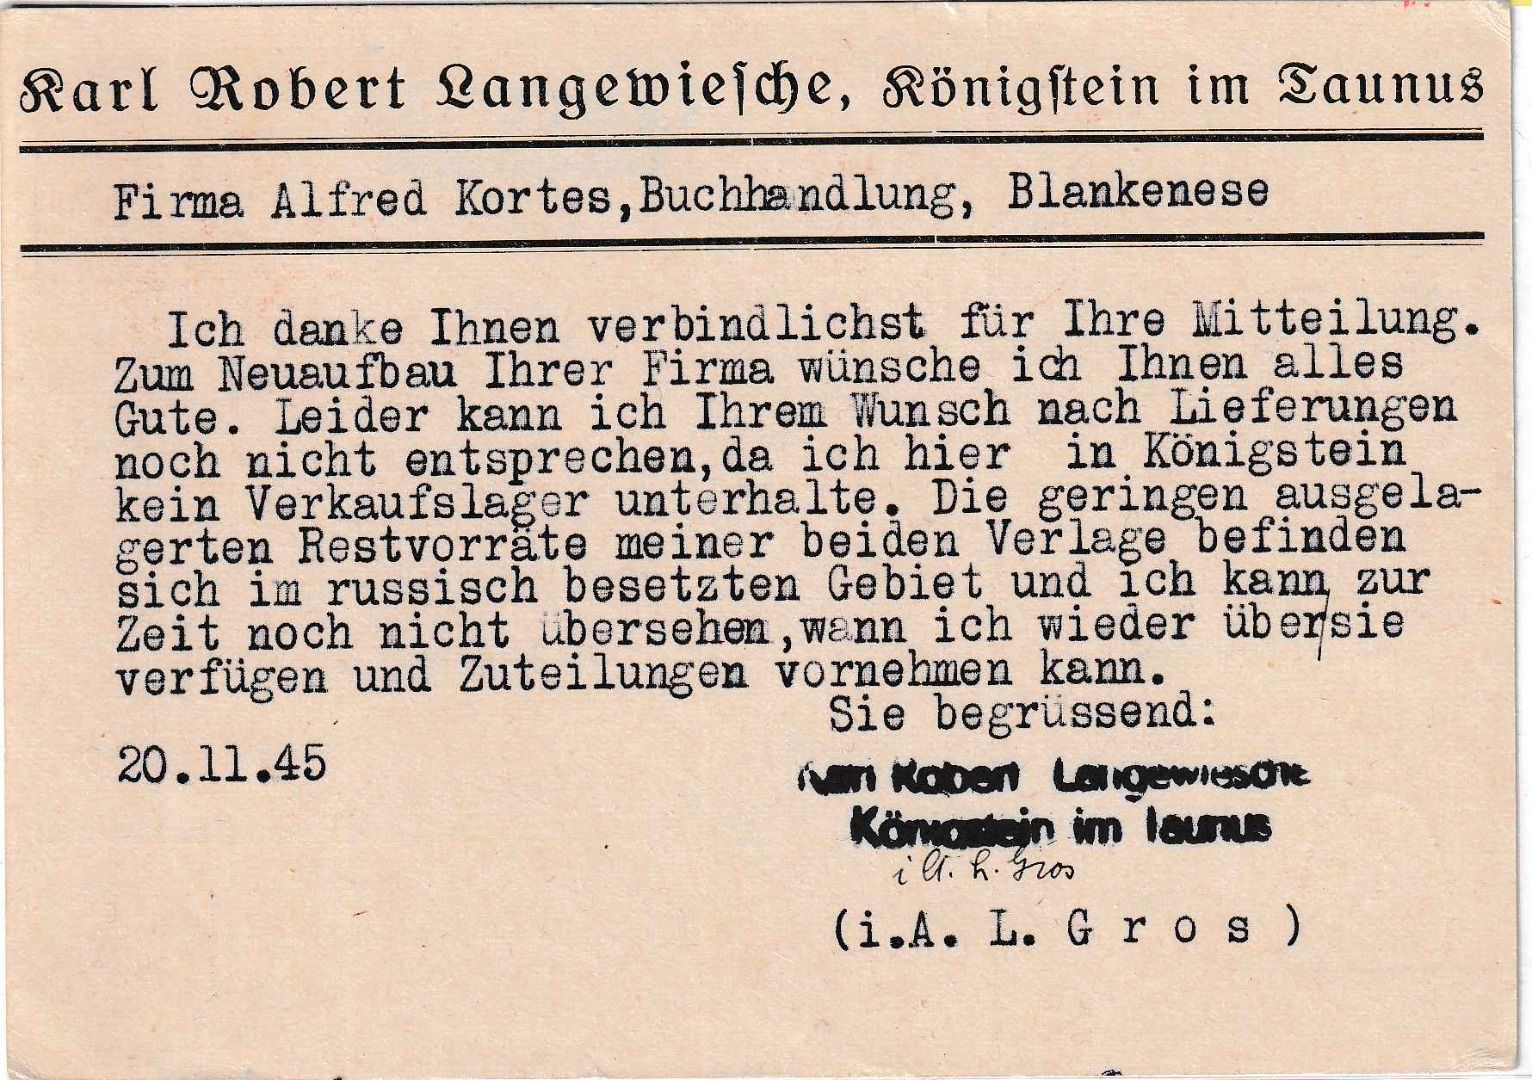 Karl Robert Langewiesche, Königstein im Taunus
Firma Alfred Kortes,Buchhandlung, Blankenese
Ich danke Ihnen verbindlichst für Ihre Mitteilung.
Zum Neuaufbau Ihrer Firma wünsche ich Ihnen alles
Gute. Leider kann ich Ihrem Wunsch nach Lieferungen
noch nicht entsprechen,da ich hier in Königstein
kein Verkaufslager unterhalte. Die geringen ausgela-
gerten Restvorräte meiner beiden Verlage befinden
sich im russisch besetzten Gebiet und ich kann zur
Zeit noch nicht übersehen,wann ich wieder über/sie
verfügen und Zuteilungen vornehmen kann.
Sie begrüssend:
20.11.45
Karl Robert Langewiesche
Königstein im Taunus
i A. L. Gros
(i.A. L. G r o s )